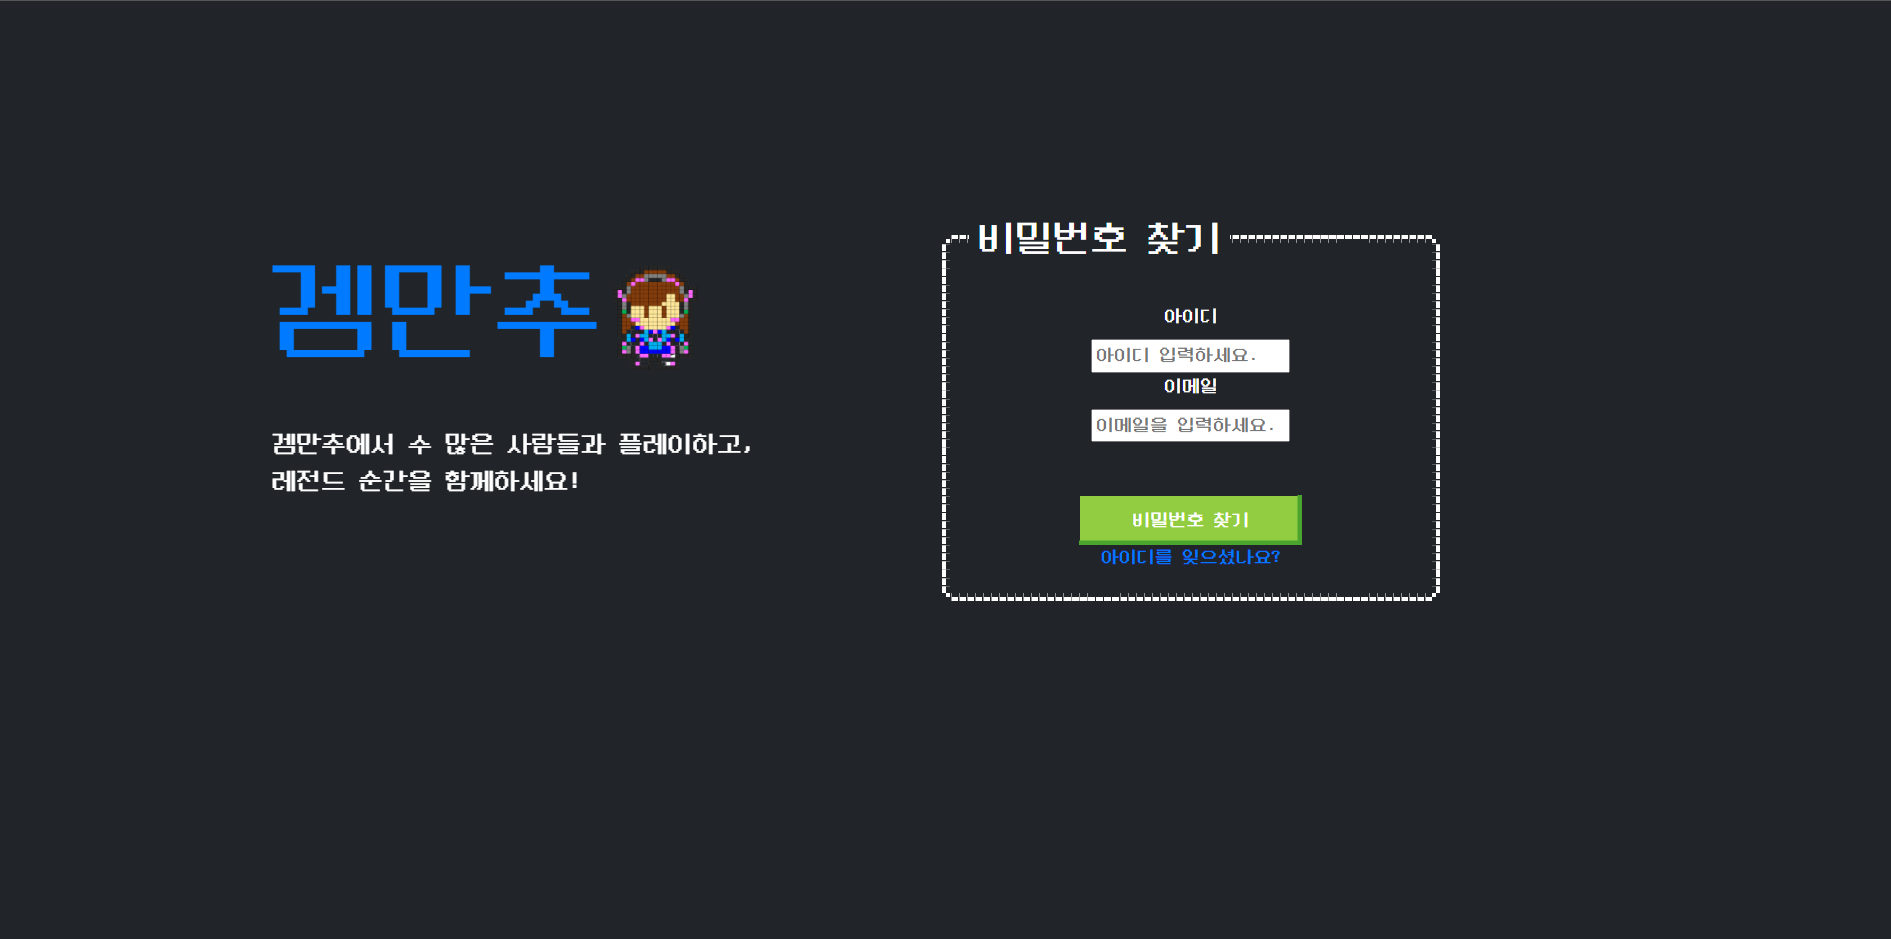 겜만추
겜만추에서 수 많은 사람들과 플레이하고,
레전드 순간을 함께하세요!
비밀번호 찾기
아이디
아이디 입력하세요.
이메일
이메일을 입력하세요.
비밀번호 찾기
아이디를 잊으셨나요?